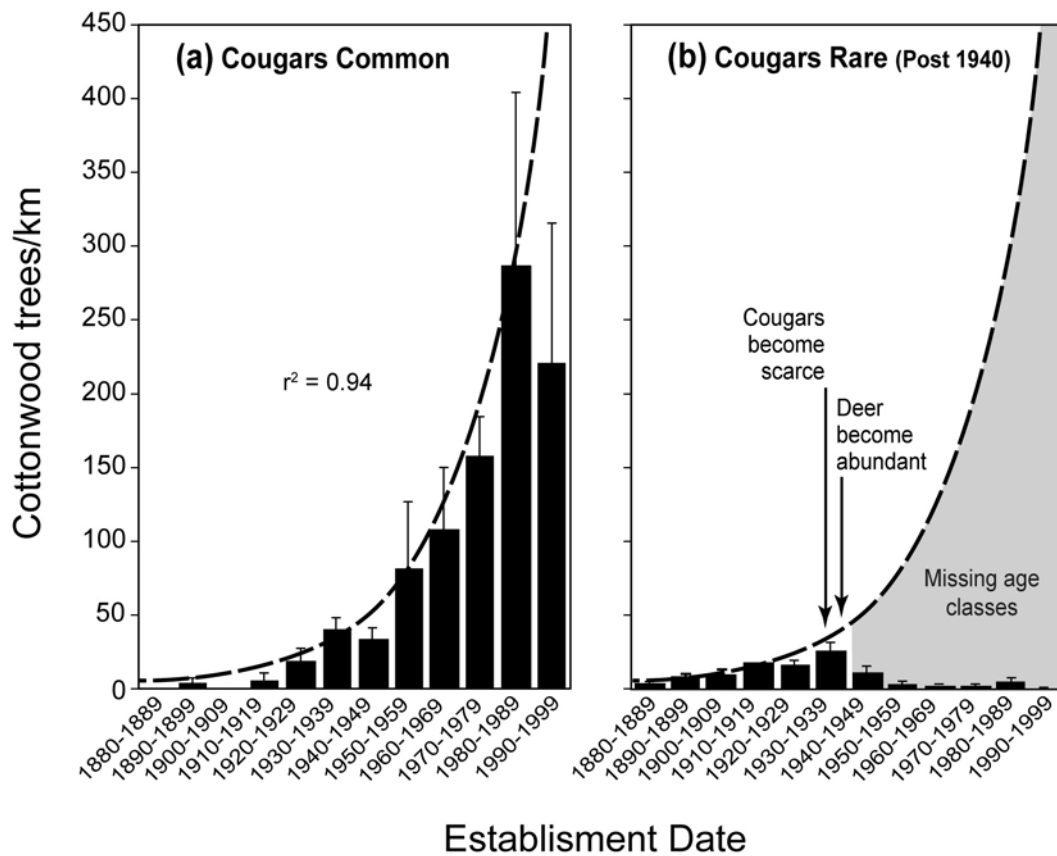 Cottonwood trees/km
450
400
350
300
250
200
150
100
50
0
(a) Cougars Common
r² = 0.94
1880-1889
1890-1899
1900-1909
1910-1919
1920-1929
1930-1939
1940-1949
1950-1959
1960-1969
1970-1979
1980-1989
1990-1999
(b) Cougars Rare (Post 1940)
Cougars
become
scarce
Deer
become
abundant
Missing age
classes
1880-1889
1890-1899
1900-1909
1910-1919
1920-1929
1930-1939
1940-1949
1950-1959
1960-1969
1970-1979
1980-1989
1990-1999
Establisment Date